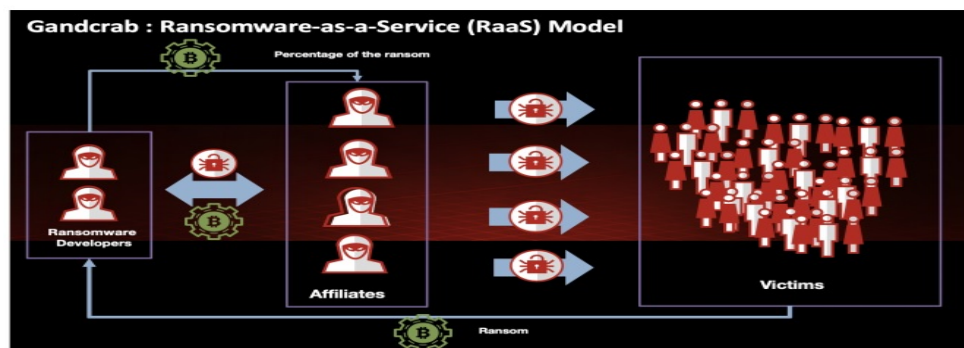 Gandcrab : Ransomware-as-a-Service (RaaS) Model
Percentage of the ransom
Ransomware
Developers
Affiliates
Victims
Ransom